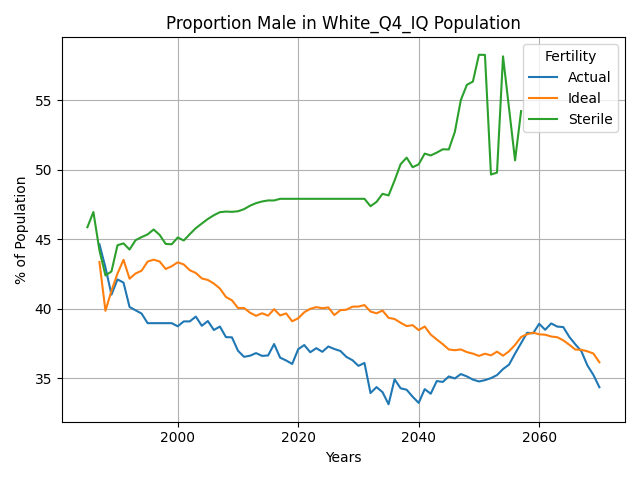 Proportion Male in White_Q4_IQ Population
% of Population
55
50
45
40
35
2000
2020
2040
2060
Years
Fertility
Actual
Ideal
Sterile